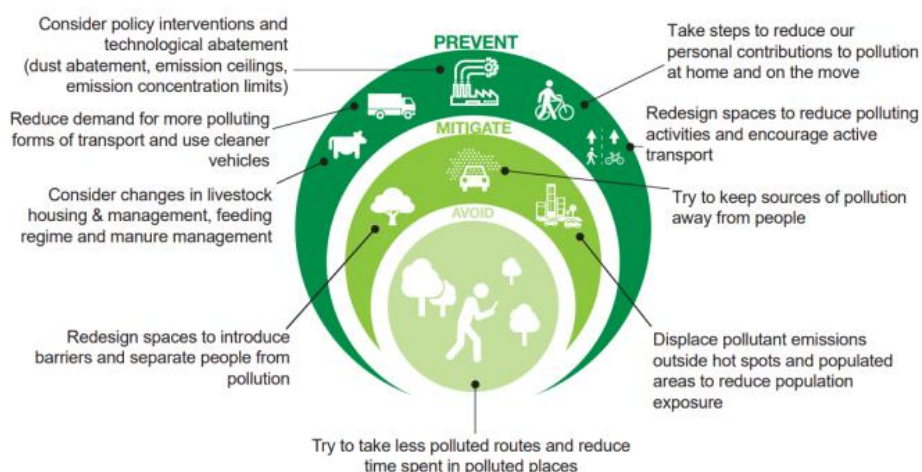 Consider policy interventions and
technological abatement
(dust abatement, emission ceilings,
emission concentration limits)
Reduce demand for more polluting
forms of transport and use cleaner
vehicles
Consider changes in livestock
housing & management, feeding
regime and manure management
Redesign spaces to introduce
barriers and separate people from
pollution
PREVENT
MITIGATE
AVOID
Take steps to reduce our
personal contributions to pollution
at home and on the move
Redesign spaces to reduce polluting
activities and encourage active
transport
Try to keep sources of pollution
away from people
Displace pollutant emissions
outside hot spots and populated
areas to reduce population
exposure
Try to take less polluted routes and reduce
time spent in polluted places